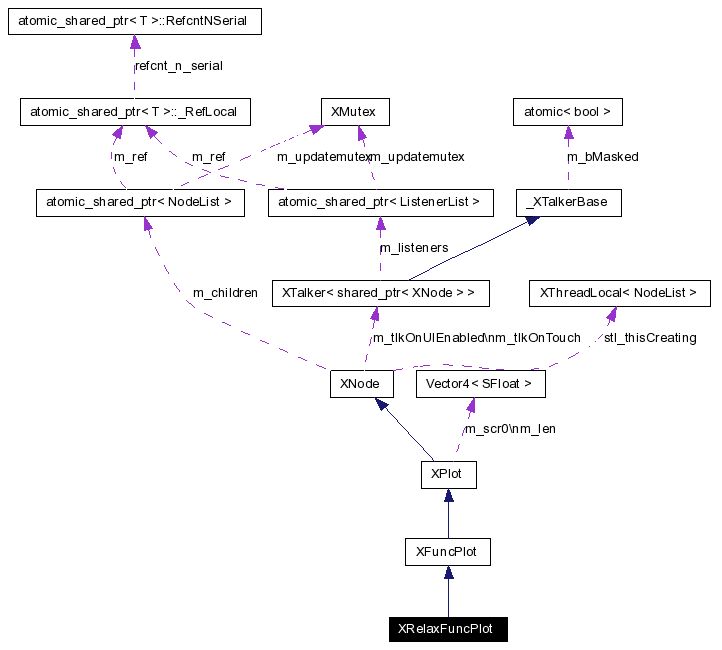 atomic_shared_ptr< T >::RefcntNSerial
refcnt_n_serial
atomic_shared_ptr< T >::_RefLocal
XMutex
atomic< bool >
m_ref
m_ref
m_updatemutex
m_updatemutex
m_bMasked
atomic_shared_ptr< NodeList >
atomic_shared_ptr< ListenerList >
_XTalkerBase
m_listeners
m_children
XTalker< shared_ptr< XNode > >
XThreadLocal< NodeList >
m_tlkOnUIEnabled\nm_tlkOnTouch
stl_thisCreating
XNode
Vector4< SFloat >
m_scr0\nm_len
XPlot
XFuncPlot
XRelaxFuncPlot